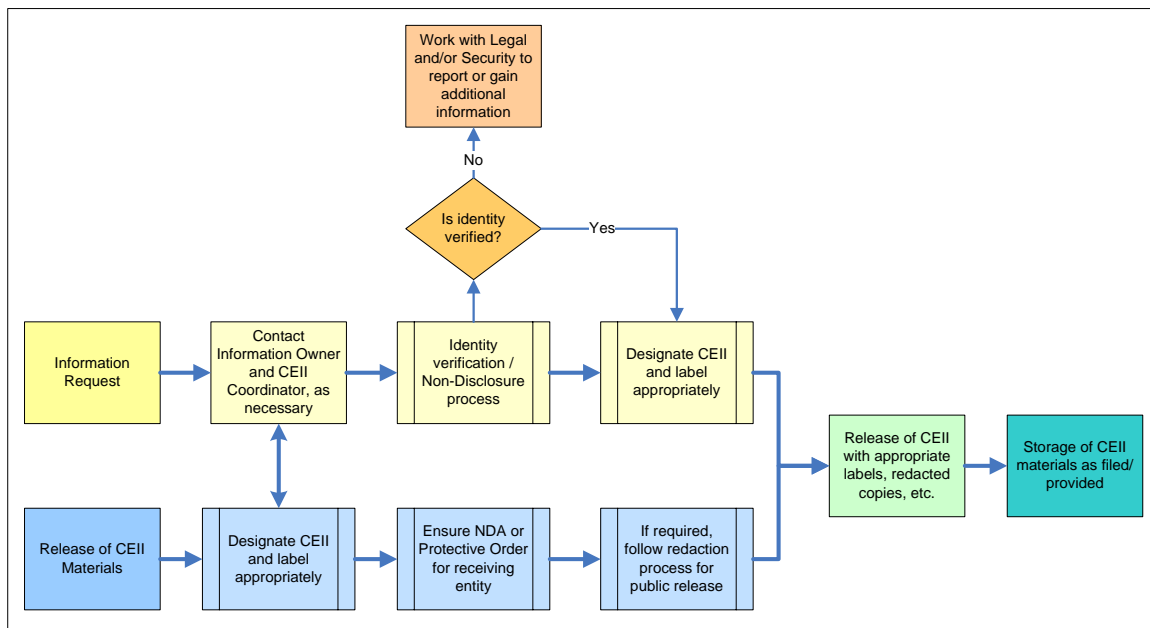 Work with Legal
and/or Security to
report or gain
additional
information
No
Is identity
verified?
Yes
Information
Request
Contact
Information Owner
and CEII
Coordinator, as
necessary
Identity
verification /
Non-Disclosure
process
Designate CEII
and label
appropriately
Release of CEII
with appropriate
labels, redacted
copies, etc.
Storage of CEII
materials as filed/
provided
Release of CEII
Materials
Designate CEII
and label
appropriately
Ensure NDA or
Protective Order
for receiving
entity
If required,
follow redaction
process for
public release